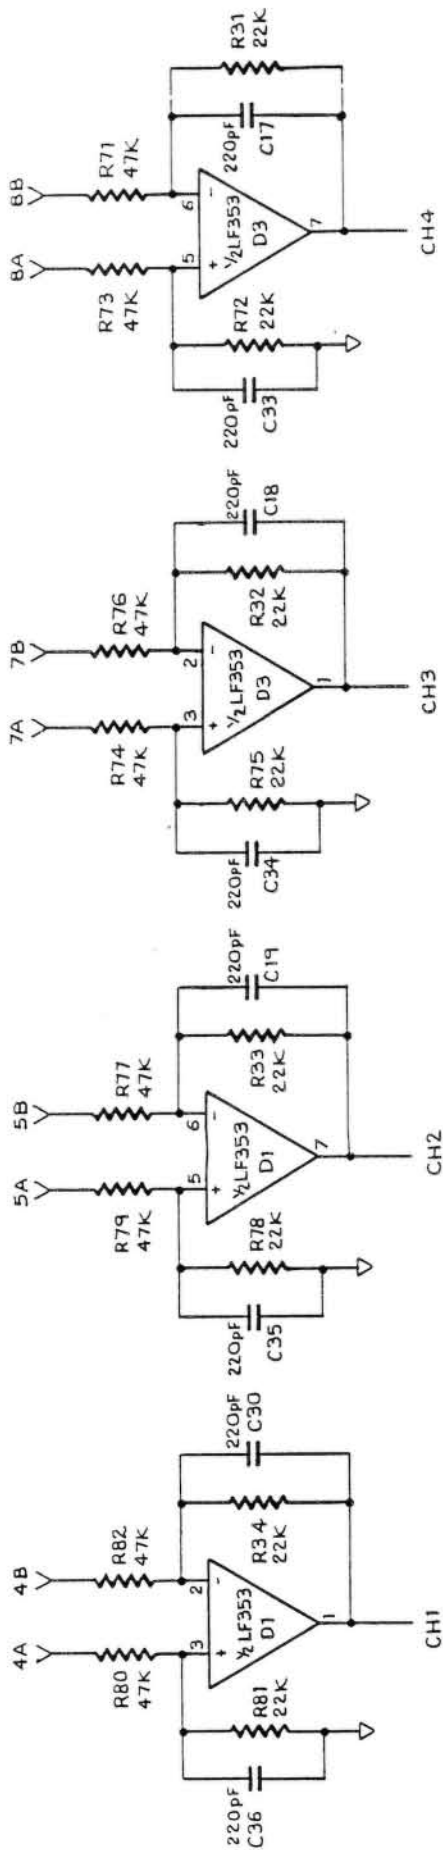 4A
4B
R80
47K
R82
47K
3
2
+
-
½LF353
D1
220pF
C36
R81
22K
R34
22K
220pF
C30
1
CH1
5A
5B
R79
47K
R77
47K
5
6
+
-
½LF353
D1
220pF
C35
R78
22K
R33
22K
220pF
C19
7
CH2
7A
7B
R74
47K
R76
47K
3
2
+
-
½LF353
D3
220pF
C34
R75
22K
R32
22K
220pF
C18
1
CH3
8A
8B
R73
47K
R71
47K
5
6
+
-
½LF353
D3
220pF
C33
R72
22K
220pF
C17
R31
22K
7
CH4